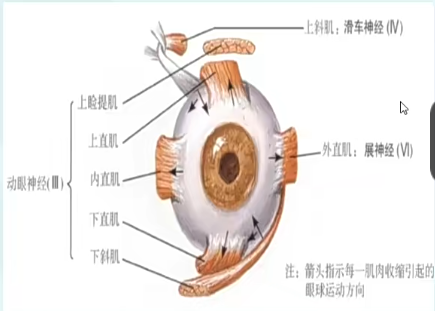 上斜肌：滑车神经(Ⅳ)
上睑提肌
上直肌
动眼神经(Ⅲ)
内直肌
外直肌：展神经(Ⅵ)
下直肌
下斜肌
注：箭头指示每一肌肉收缩引起的
眼球运动方向